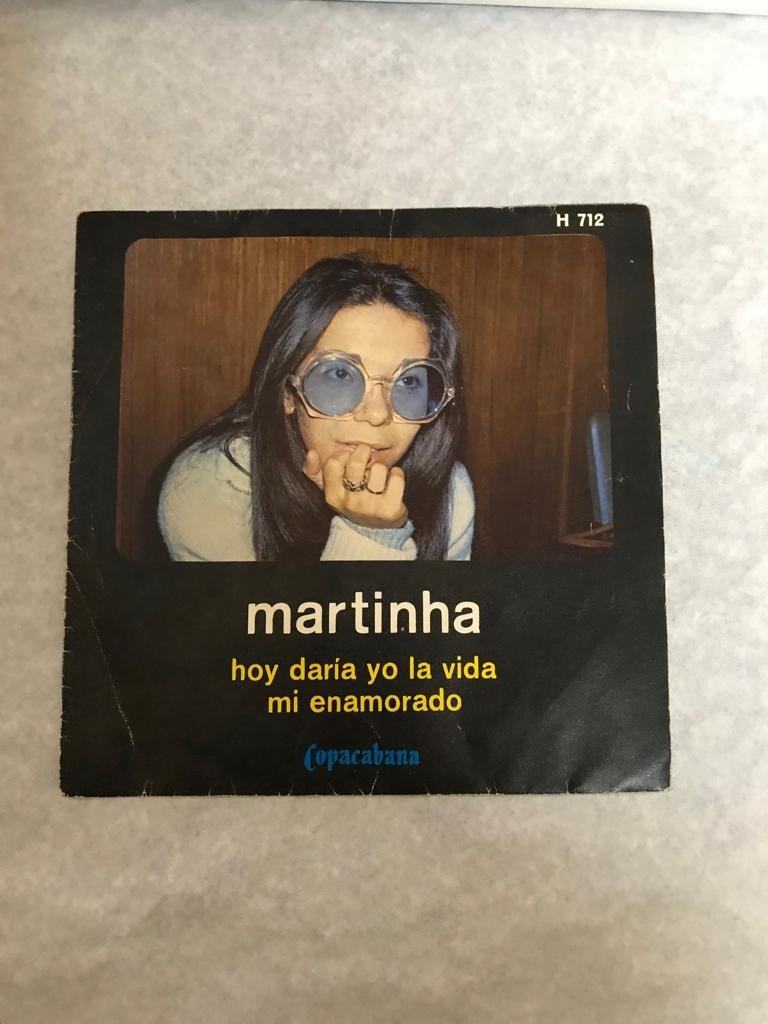 H 712
martinha
hoy daría yo la vida
mi enamorado
Copacabana